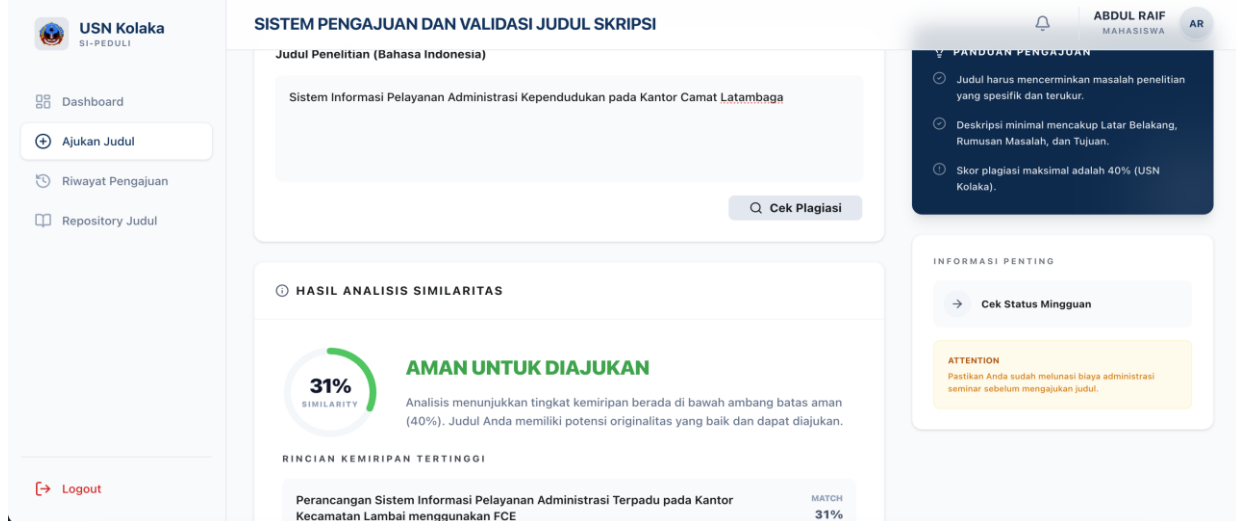 USN Kolaka
SI-PEDULI
Dashboard
Ajukan Judul
Riwayat Pengajuan
Repository Judul
Logout
SISTEM PENGAJUAN DAN VALIDASI JUDUL SKRIPSI
ABDUL RAIF
MAHASISWA
AR
Judul Penelitian (Bahasa Indonesia)
Sistem Informasi Pelayanan Administrasi Kependudukan pada Kantor Camat Latambaga
Cek Plagiasi
HASIL ANALISIS SIMILARITAS
31%
SIMILARITY
AMAN UNTUK DIAJUKAN
Analisis menunjukkan tingkat kemiripan berada di bawah ambang batas aman
(40%). Judul Anda memiliki potensi originalitas yang baik dan dapat diajukan.
RINCIAN KEMIRIPAN TERTINGGI
Perancangan Sistem Informasi Pelayanan Administrasi Terpadu pada Kantor
Kecamatan Lambai menggunakan FCE
MATCH
31%
PANDUAN PENGAJUAN
Judul harus mencerminkan masalah penelitian
yang spesifik dan terukur.
Deskripsi minimal mencakup Latar Belakang,
Rumusan Masalah, dan Tujuan.
Skor plagiasi maksimal adalah 40% (USN
Kolaka).
INFORMASI PENTING
Cek Status Mingguan
ATTENTION
Pastikan Anda sudah melunasi biaya administrasi
seminar sebelum mengajukan judul.